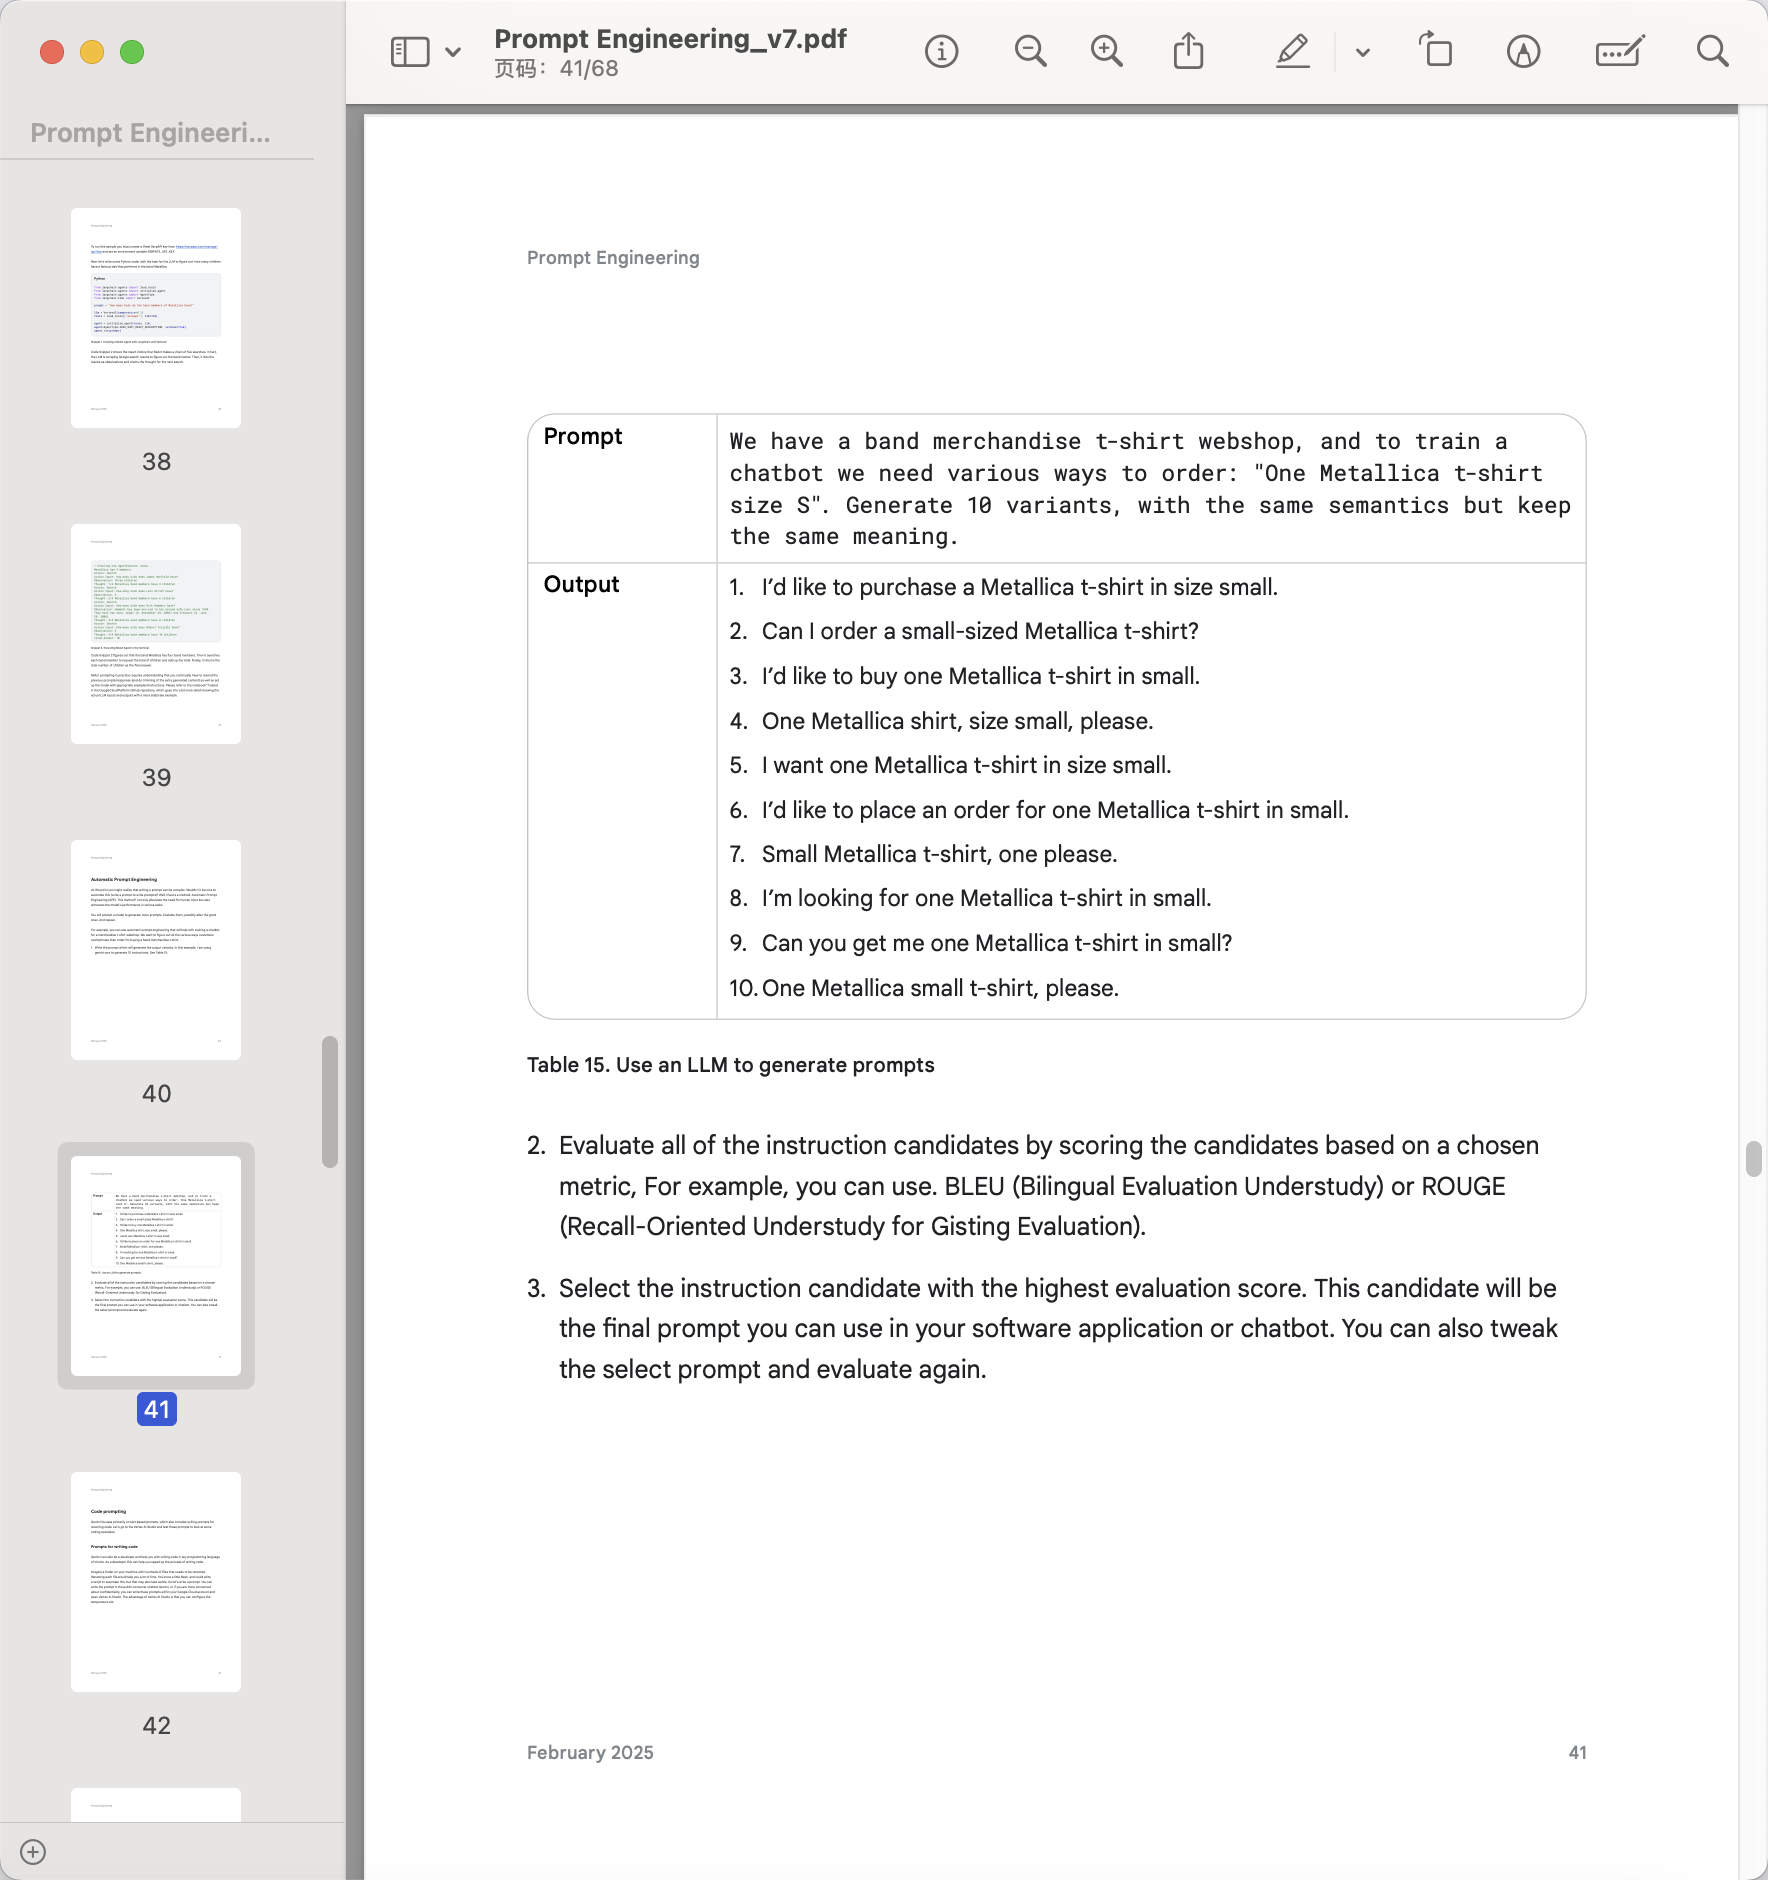 Prompt Engineering_v7.pdf
页码：41/68
Prompt Engineeri...
38
39
Automatic Prompt Engineering
40
41
Code prompting
Prompts for writing code
42
Prompt Engineering
Prompt
We have a band merchandise t-shirt webshop, and to train a
chatbot we need various ways to order: "One Metallica t-shirt
size S". Generate 10 variants, with the same semantics but keep
the same meaning.
Output
1. I’d like to purchase a Metallica t-shirt in size small.
2. Can I order a small-sized Metallica t-shirt?
3. I’d like to buy one Metallica t-shirt in small.
4. One Metallica shirt, size small, please.
5. I want one Metallica t-shirt in size small.
6. I’d like to place an order for one Metallica t-shirt in small.
7. Small Metallica t-shirt, one please.
8. I’m looking for one Metallica t-shirt in small.
9. Can you get me one Metallica t-shirt in small?
10. One Metallica small t-shirt, please.
Table 15. Use an LLM to generate prompts
2. Evaluate all of the instruction candidates by scoring the candidates based on a chosen
metric, For example, you can use. BLEU (Bilingual Evaluation Understudy) or ROUGE
(Recall-Oriented Understudy for Gisting Evaluation).
3. Select the instruction candidate with the highest evaluation score. This candidate will be
the final prompt you can use in your software application or chatbot. You can also tweak
the select prompt and evaluate again.
February 2025
41